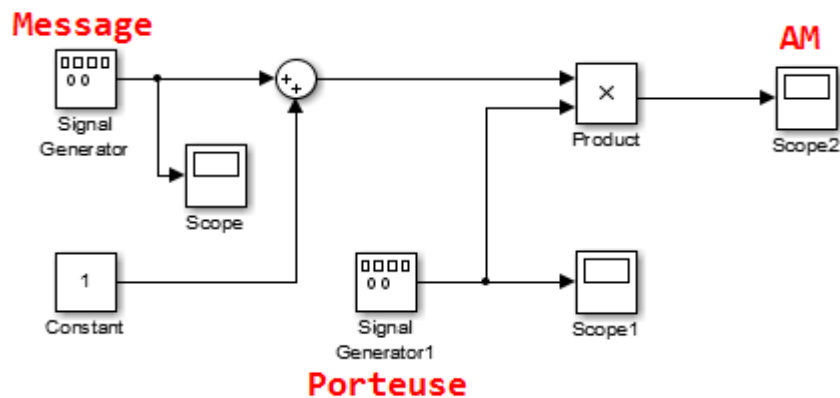 Message
AM
Signal
Generator
+
+
×
Product
Scope2
Scope
1
Constant
Signal
Generator1
Scope1
Porteuse